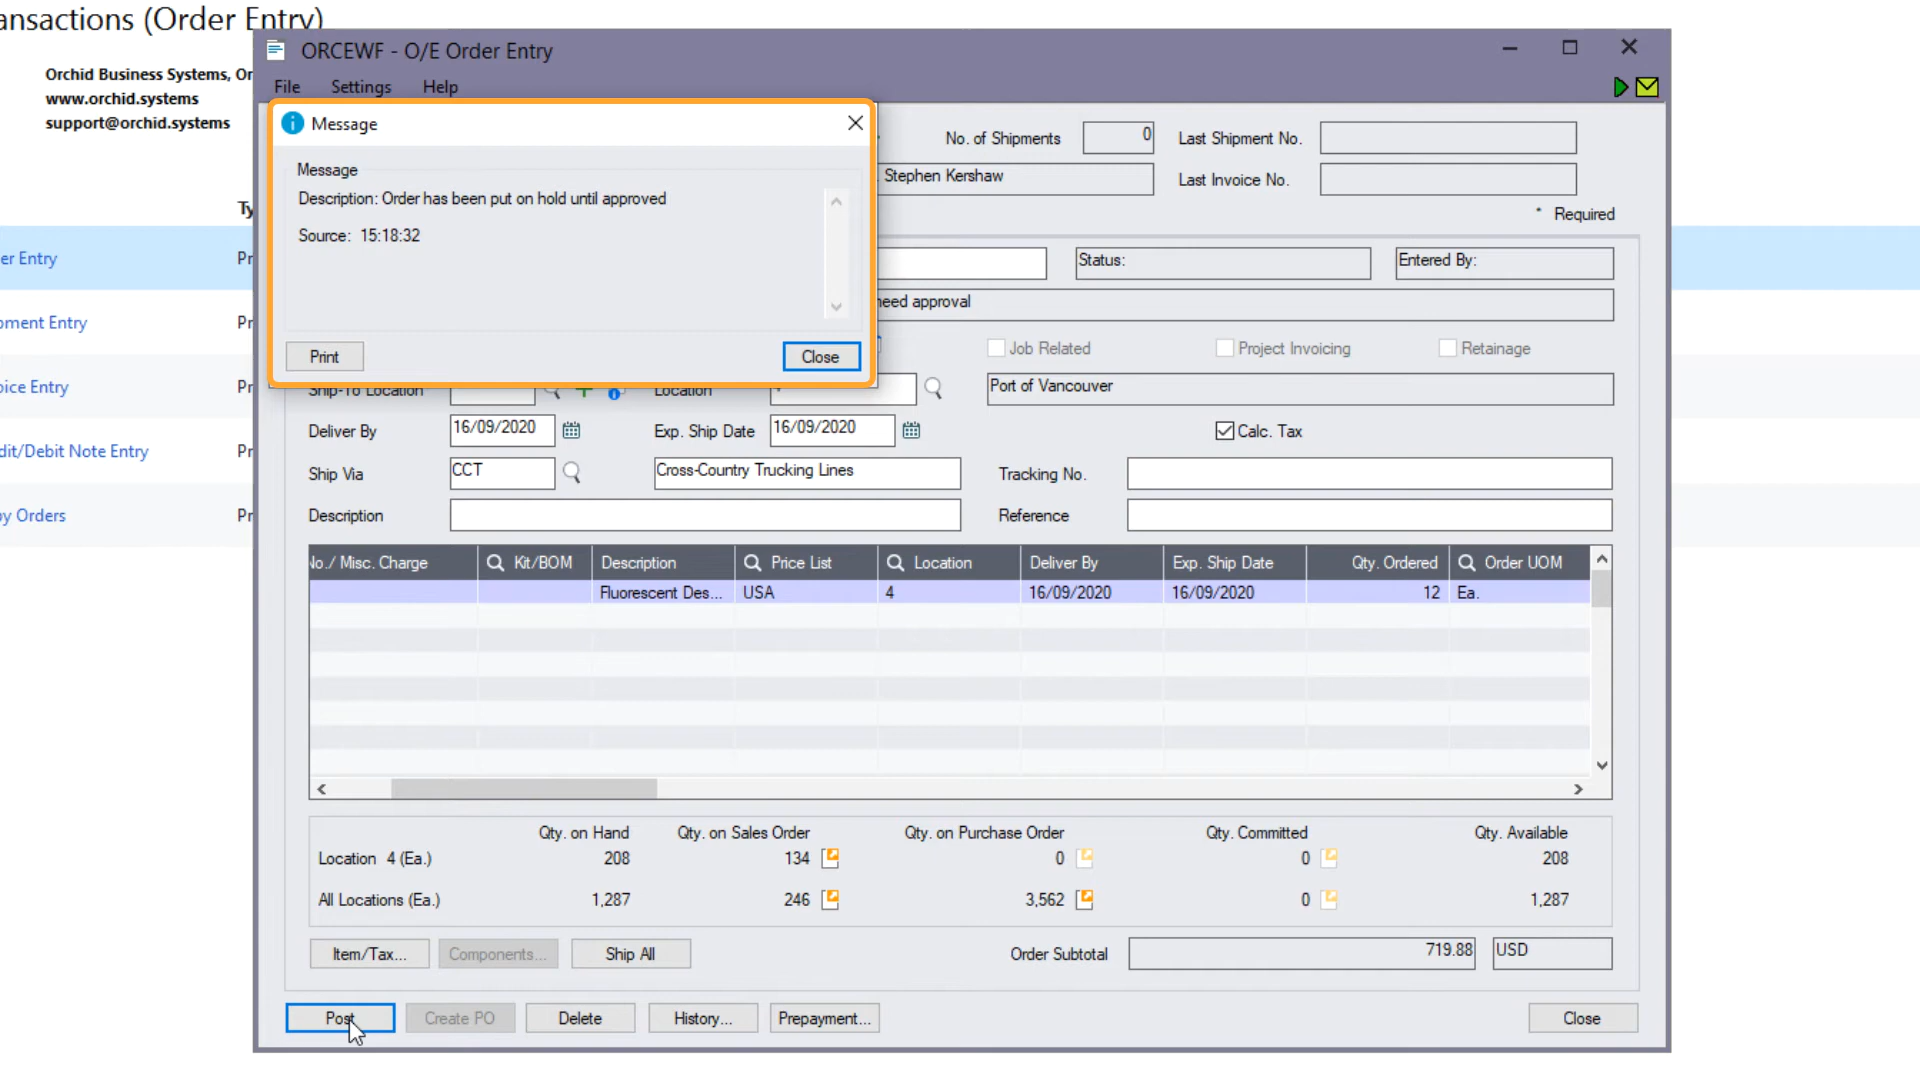 ansactions (Order Entry)
Orchid Business Systems, Or
www.orchid.systems
support@orchid.systems
Ty
er Entry Pr
oment Entry Pr
oice Entry Pr
dit/Debit Note Entry Pr
oy Orders Pr
ORCEWF - O/E Order Entry
File Settings Help
Message
Message
Description: Order has been put on hold until approved
Source: 15:18:32
Print Close
No. of Shipments 0 Last Shipment No.
Stephen Kershaw Last Invoice No.
* Required
Status: Entered By:
need approval
Job Related Project Invoicing Retainage
Ship-To Location Location Port of Vancouver
Deliver By 16/09/2020 Exp. Ship Date 16/09/2020 Calc. Tax
Ship Via CCT Cross-Country Trucking Lines Tracking No.
Description Reference
No./ Misc. Charge Kit/BOM Description Price List Location Deliver By Exp. Ship Date Qty. Ordered Order UOM
Fluorescent Des... USA 4 16/09/2020 16/09/2020 12 Ea.
Qty. on Hand Qty. on Sales Order Qty. on Purchase Order Qty. Committed Qty. Available
Location 4 (Ea.) 208 134 0 0 208
All Locations (Ea.) 1,287 246 3,562 0 1,287
Item/Tax... Components... Ship All Order Subtotal 719.88 USD
Post Create PO Delete History... Prepayment... Close